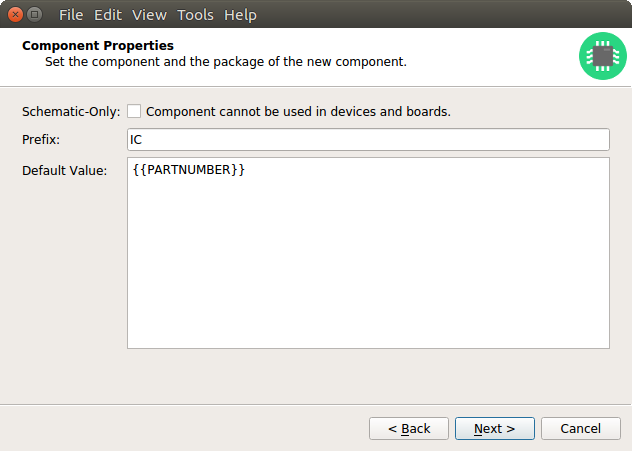 File Edit View Tools Help
Component Properties
Set the component and the package of the new component.
Schematic-Only: Component cannot be used in devices and boards.
Prefix: IC
Default Value: {{PARTNUMBER}}
< Back Next > Cancel